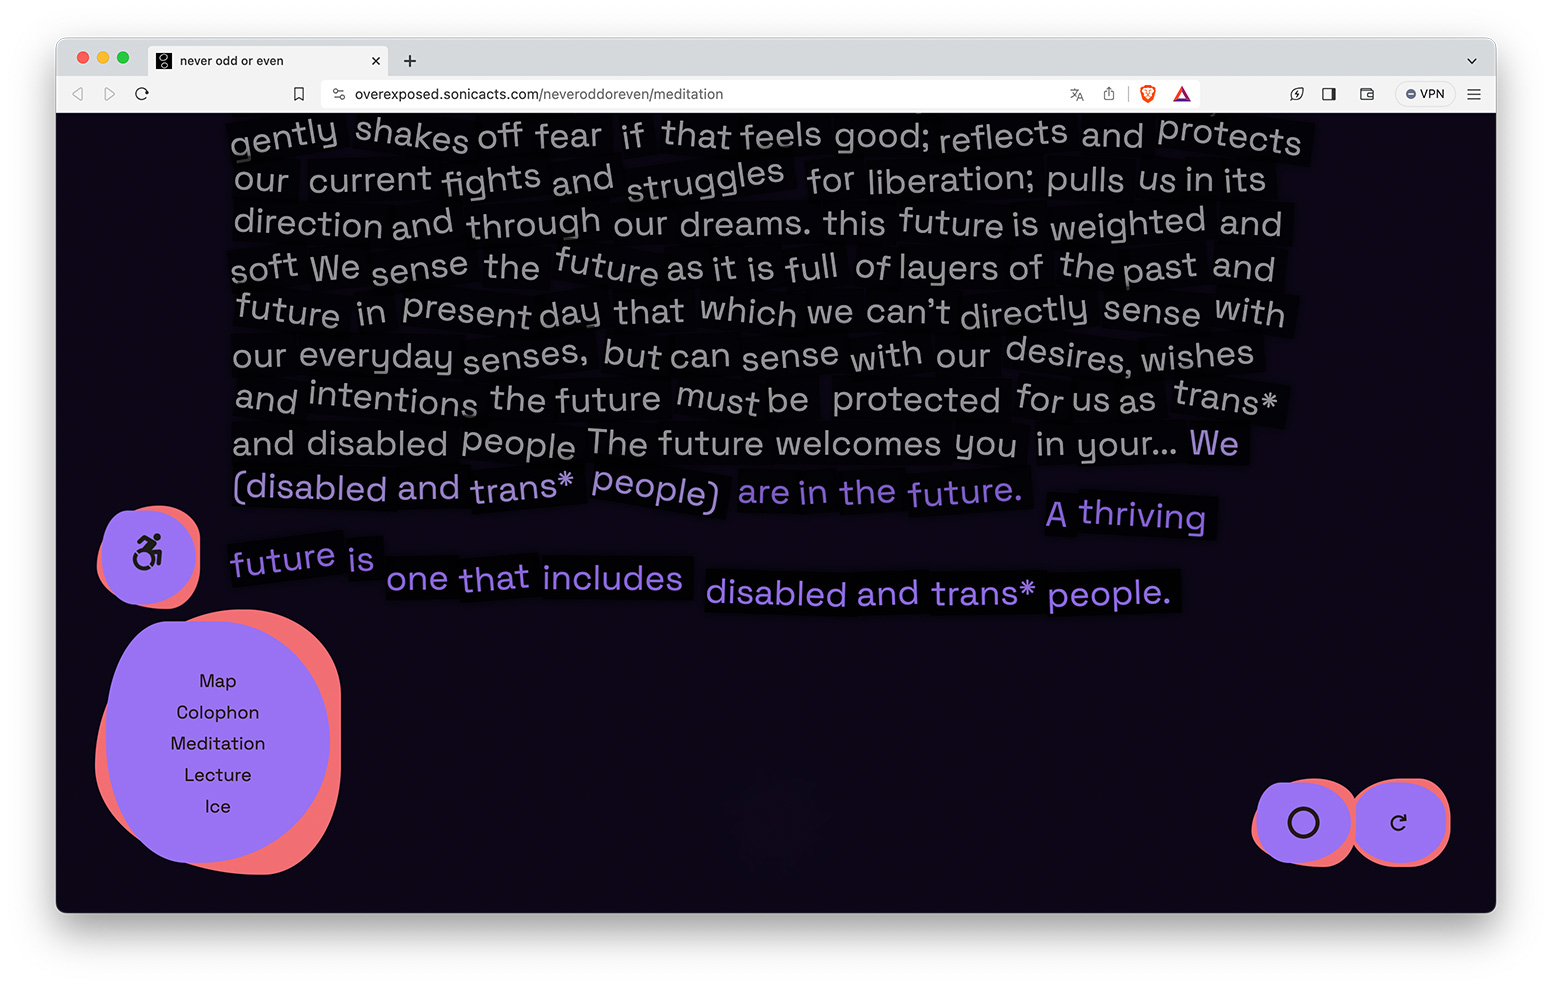 never odd or even
overexposed.sonicacts.com/neveroddoreven/meditation
VPN
gently shakes off fear if that feels good; reflects and protects
our current fights and struggles for liberation; pulls us in its
direction and through our dreams. this future is weighted and
soft We sense the future as it is full of layers of the past and
future in present day that which we can't directly sense with
our everyday senses, but can sense with our desires, wishes
and intentions the future must be protected for us as trans*
and disabled people The future welcomes you in your... We
(disabled and trans* people) are in the future. A thriving
future is one that includes disabled and trans* people.
Map
Colophon
Meditation
Lecture
Ice